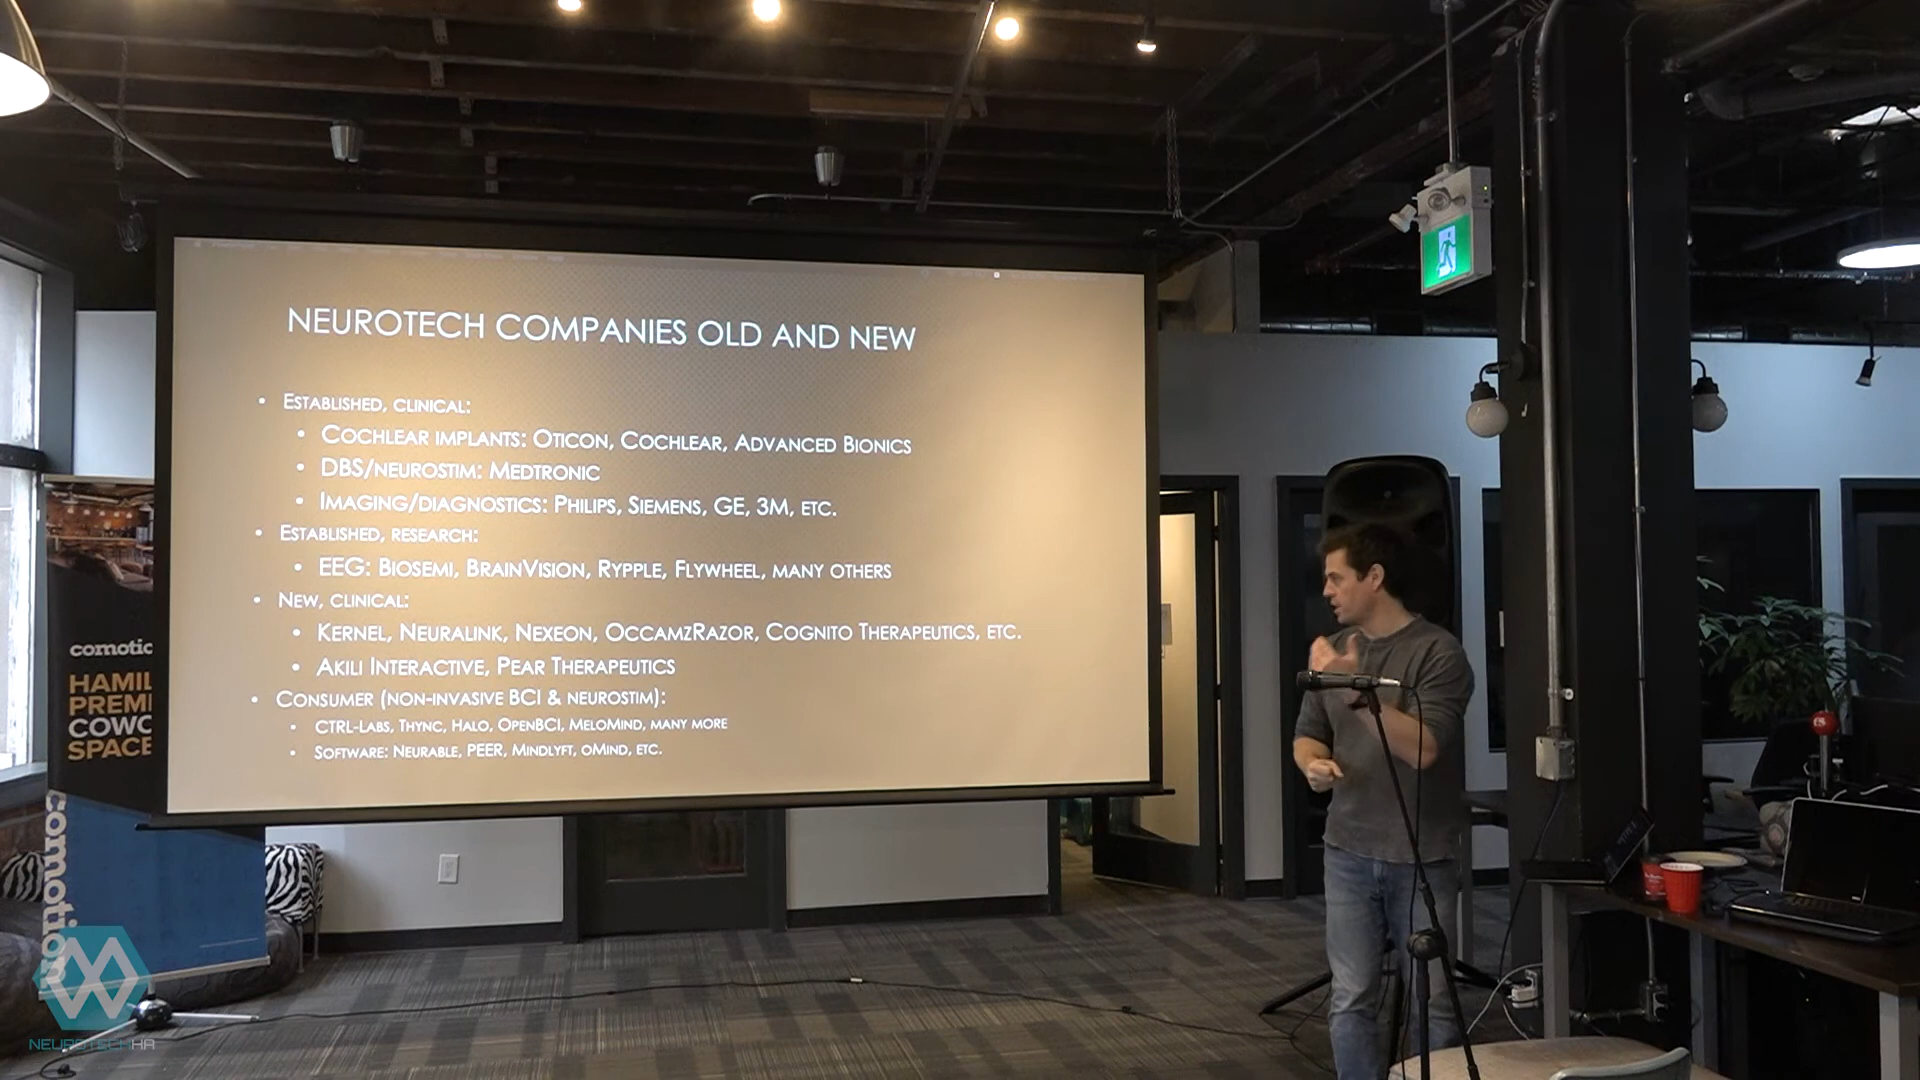 NEUROTECH COMPANIES OLD AND NEW
• ESTABLISHED, CLINICAL:
• COCHLEAR IMPLANTS: OTICON, COCHLEAR, ADVANCED BIONICS
• DBS/NEUROSTIM: MEDTRONIC
• IMAGING/DIAGNOSTICS: PHILIPS, SIEMENS, GE, 3M, ETC.
• ESTABLISHED, RESEARCH:
• EEG: BIOSEMI, BRAINVISION, RYPPLE, FLYWHEEL, MANY OTHERS
• NEW, CLINICAL:
• KERNEL, NEURALINK, NEXEON, OCCAMZRAZOR, COGNITO THERAPEUTICS, ETC.
• AKILI INTERACTIVE, PEAR THERAPEUTICS
• CONSUMER (NON-INVASIVE BCI & NEUROSTIM):
• CTRL-LABS, THYNC, HALO, OPENBCI, MELOMIND, MANY MORE
• SOFTWARE: NEURABLE, PEER, MINDLYFT, OMIND, ETC.
comotio
HAMIL
PREMI
COWO
SPACE
comotion
NEUROTECHHA